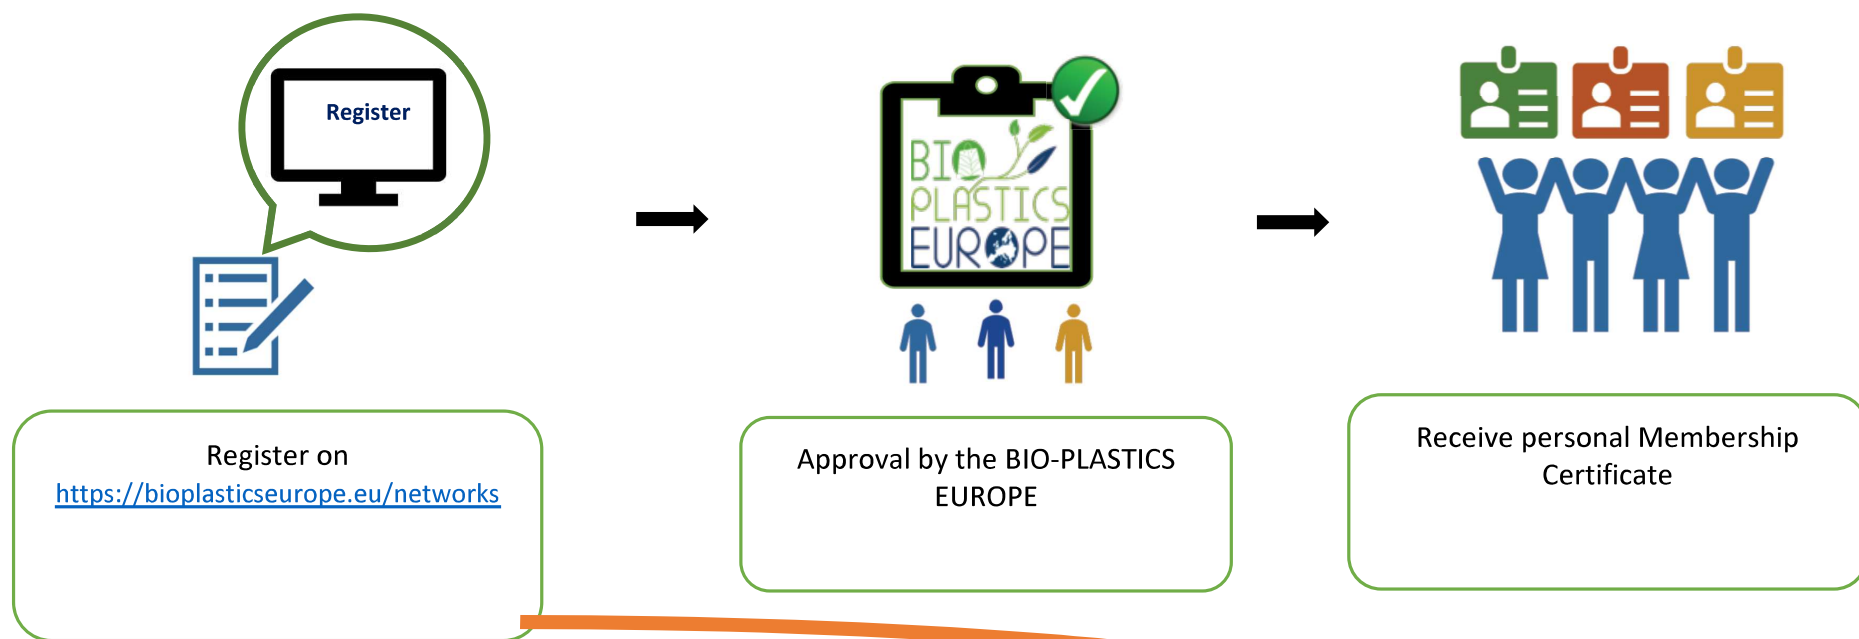 Register
BIO
PLASTICS
EUROPE
Register on
https://bioplasticseurope.eu/networks
Approval by the BIO-PLASTICS
EUROPE
Receive personal Membership
Certificate